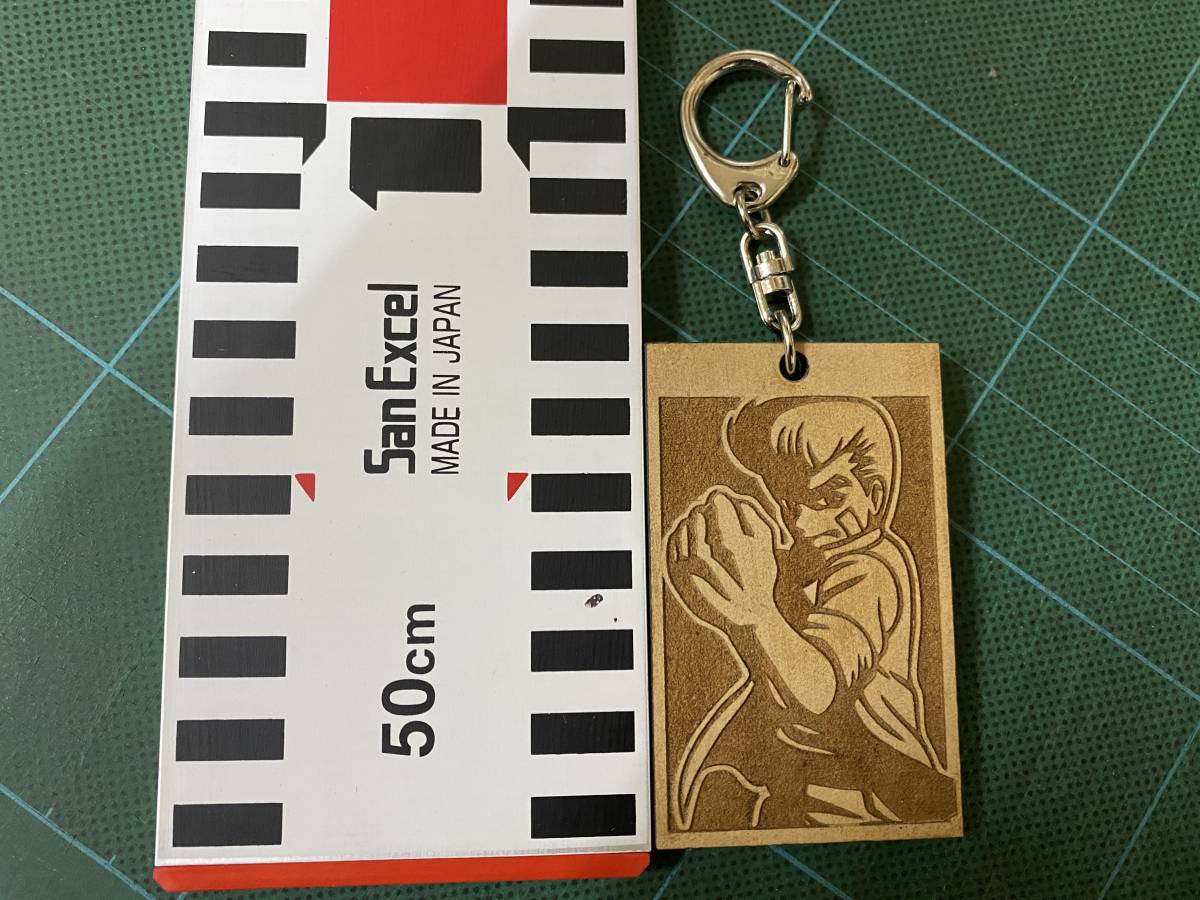 1
San Excel
MADE IN JAPAN
50cm